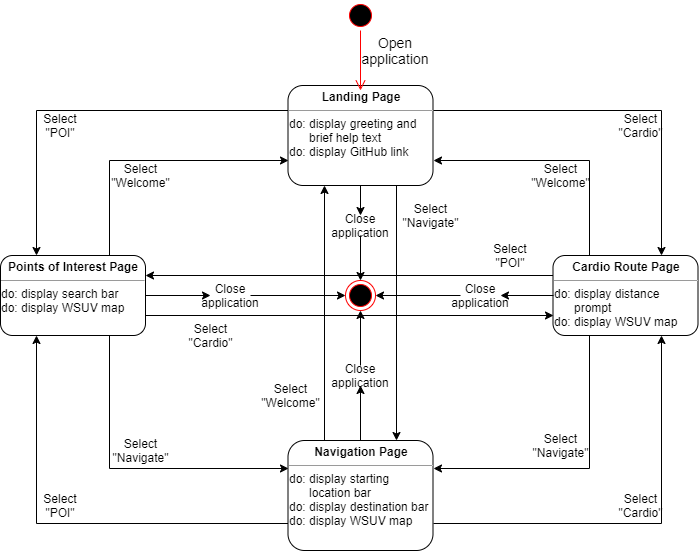 Open
application
Landing Page
do: display greeting and
brief help text
do: display GitHub link
Select
"POI"
Select
"Cardio"
Select
"Welcome"
Select
"Welcome"
Close
application
Select
"Navigate"
Select
"POI"
Points of Interest Page
do: display search bar
do: display WSUV map
Close
application
Close
application
Cardio Route Page
do: display distance
prompt
do: display WSUV map
Select
"Cardio"
Close
application
Select
"Welcome"
Select
"Navigate"
Select
"Navigate"
Navigation Page
do: display starting
location bar
do: display destination bar
do: display WSUV map
Select
"POI"
Select
"Cardio"